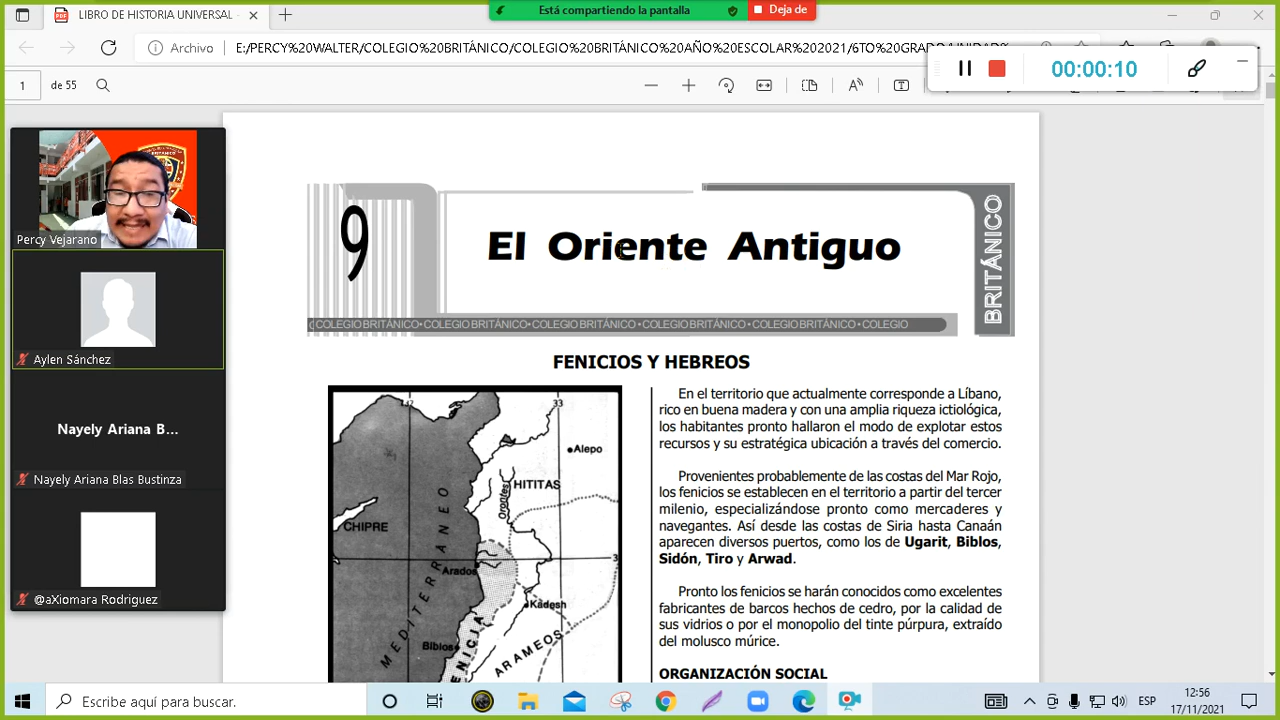 LIBRO DE HISTORIA UNIVERSAL -
Está compartiendo la pantalla
Deja de
Archivo
E:/PERCY%20WALTER/COLEGIO%20BRITÁNICO/COLEGIO%20BRITÁNICO%20AÑO%20ESCOLAR%202021/6TO%20GRADO/UNIDAD%
00:00:10
1
de 55
Percy Vejarano
Aylen Sánchez
Nayely Ariana B...
Nayely Ariana Blas Bustinza
@aXiomara Rodriguez
9
El Oriente Antiguo
BRITÁNICO
COLEGIO BRITÁNICO • COLEGIO BRITÁNICO • COLEGIO BRITÁNICO • COLEGIO BRITÁNICO • COLEGIO BRITÁNICO • COLEGIO
FENICIOS Y HEBREOS
33
Alepo
HITITAS
Orontes
CHIPRE
MEDITERRÁNEO
Arados
Kadesh
Biblos
ARAMEOS
En el territorio que actualmente corresponde a Líbano,
rico en buena madera y con una amplia riqueza ictiológica,
los habitantes pronto hallaron el modo de explotar estos
recursos y su estratégica ubicación a través del comercio.
Provenientes probablemente de las costas del Mar Rojo,
los fenicios se establecen en el territorio a partir del tercer
milenio, especializándose pronto como mercaderes y
navegantes. Así desde las costas de Siria hasta Canaán
aparecen diversos puertos, como los de Ugarit, Biblos,
Sidón, Tiro y Arwad.
Pronto los fenicios se harán conocidos como excelentes
fabricantes de barcos hechos de cedro, por la calidad de
sus vidrios o por el monopolio del tinte púrpura, extraído
del molusco múrice.
ORGANIZACIÓN SOCIAL
Escribe aquí para buscar
ESP
12:56
17/11/2021